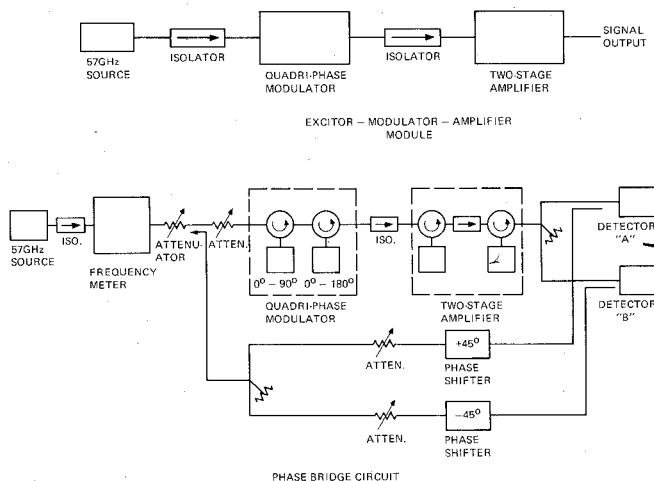 57GHz
SOURCE
ISOLATOR
QUADRI-PHASE
MODULATOR
ISOLATOR
TWO-STAGE
AMPLIFIER
SIGNAL
OUTPUT
EXCITOR – MODULATOR – AMPLIFIER
MODULE
57GHz
SOURCE
ISO.
FREQUENCY
METER
ATTENU-
ATOR
ATTEN.
0° – 90° 0° – 180°
QUADRI-PHASE
MODULATOR
ISO.
TWO-STAGE
AMPLIFIER
DETECTOR
"A"
DETECTOR
"B"
ATTEN.
+45°
PHASE
SHIFTER
ATTEN.
–45°
PHASE
SHIFTER
PHASE BRIDGE CIRCUIT